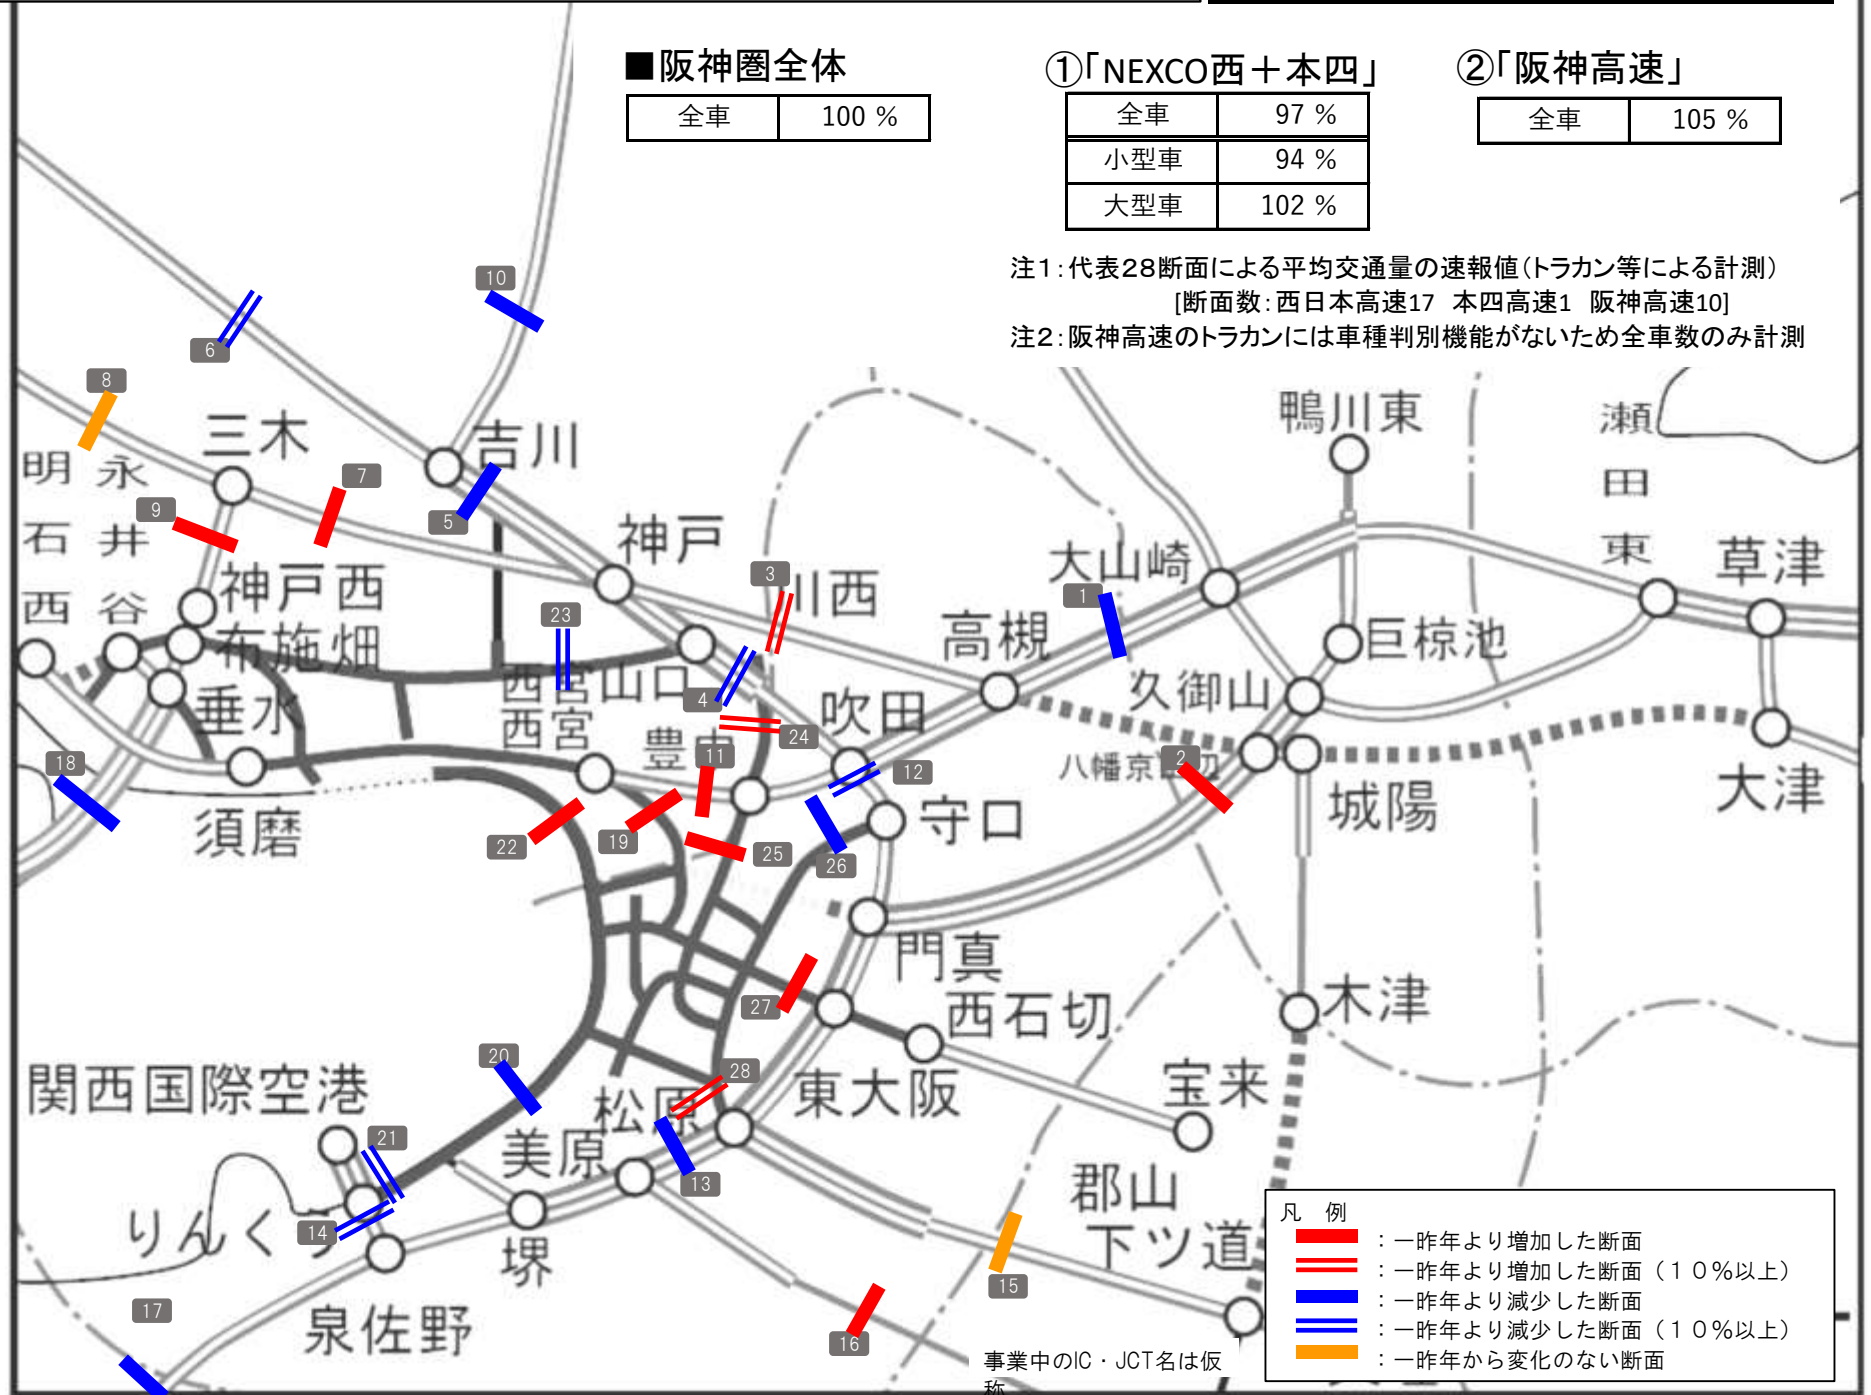 ■阪神圏全体
全車 100 %
①「NEXCO西＋本四」
全車 97 %
小型車 94 %
大型車 102 %
②「阪神高速」
全車 105 %
注1：代表28断面による平均交通量の速報値（トラカン等による計測）
[断面数：西日本高速17 本四高速1 阪神高速10]
注2：阪神高速のトラカンには車種判別機能がないため全車数のみ計測
10
6
8
三木
吉川
鴨川東
瀬田東
明石西
永井谷
7
9
5
神戸
神戸西
布施畑
3
川西
大山崎
草津
1
23
高槻
巨椋池
西宮山口
4
久御山
垂水
西宮
吹田
24
豊中
11
12
2
八幡京田辺
18
大津
須磨
22
19
25
26
守口
城陽
門真
27
西石切
木津
20
28
関西国際空港
松原
東大阪
宝来
21
美原
13
郡山
下ツ道
14
りんくう
堺
15
17
泉佐野
16
事業中のIC・JCT名は仮
称
凡 例
：一昨年より増加した断面
：一昨年より増加した断面（１０％以上）
：一昨年より減少した断面
：一昨年より減少した断面（１０％以上）
：一昨年から変化のない断面